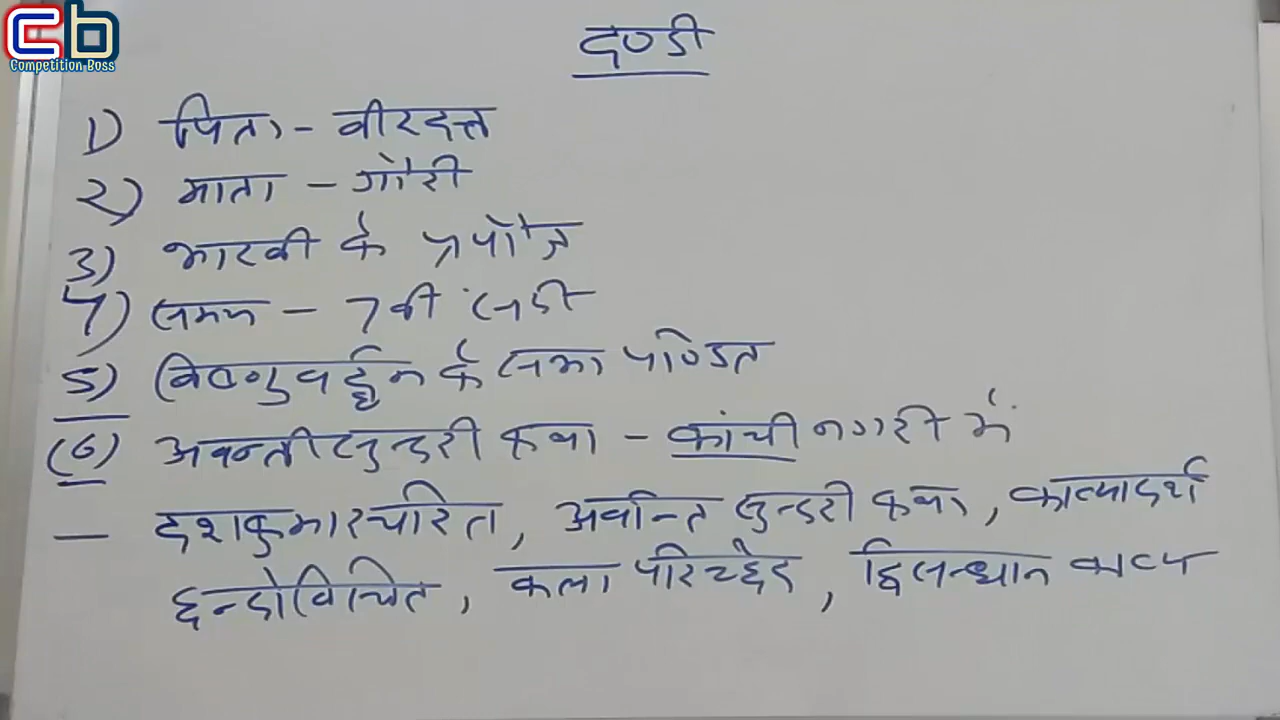 Cb
Competition Boss
दण्डी
1) पिता - वीरदत्त
2) माता - गौरी
3) भारवी के प्रपौत्र
4) समय - 7वी सदी
5) विष्णुवर्द्धन के सभा पण्डित
(6) अवन्तीसुन्दरी कथा - कांची नगरी में
- दशकुमारचरित, अवन्ति सुन्दरी कथा, काव्यादर्श
छन्दोविचित, कला परिच्छेद, द्विसन्धान काव्य